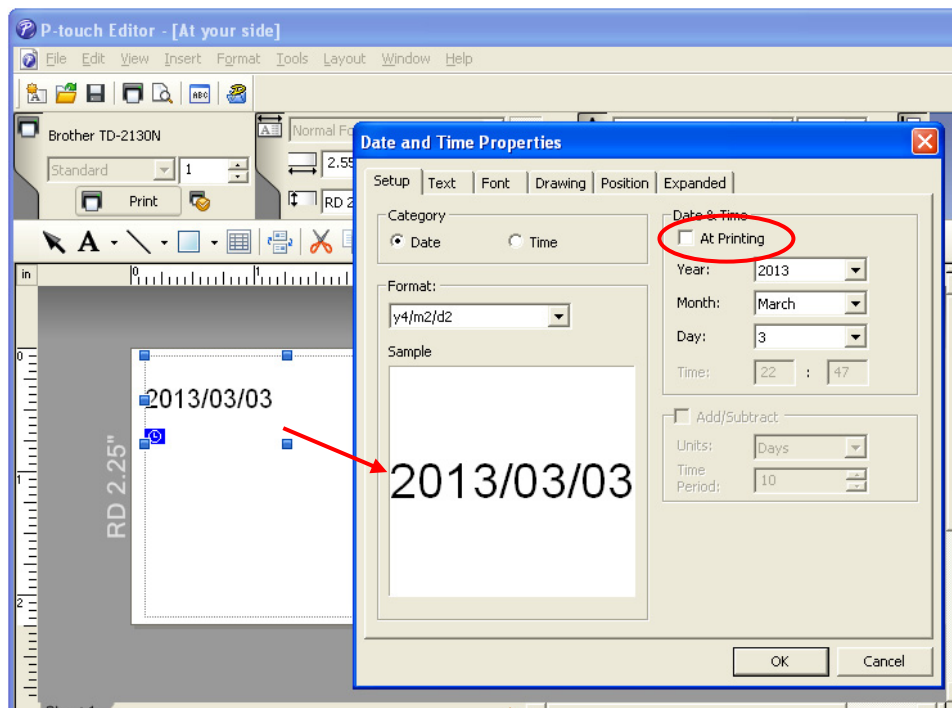 P-touch Editor - [At your side]
File Edit View Insert Format Tools Layout Window Help
ABC
Brother TD-2130N
Standard
1
Print
A
Normal
2.55
RD 2
A
in
0 1
0
1
2
RD 2.25"
2013/03/03
Date and Time Properties
Setup Text Font Drawing Position Expanded
Category
Date Time
Format:
y4/m2/d2
Sample
2013/03/03
Date & Time
At Printing
Year: 2013
Month: March
Day: 3
Time: 22 : 47
Add/Subtract
Units: Days
Time
Period: 10
OK Cancel